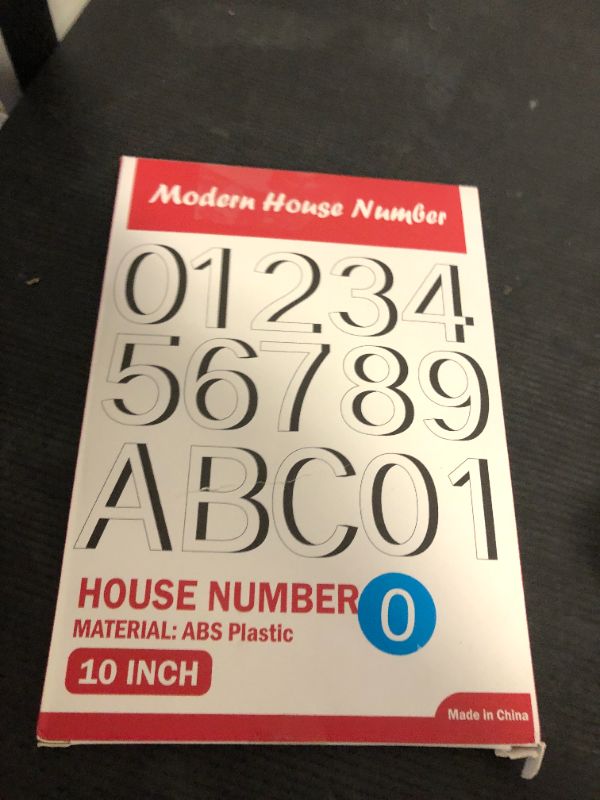 Modern House Number
01234
56789
ABC01
HOUSE NUMBER 0
MATERIAL: ABS Plastic
10 INCH
Made in China